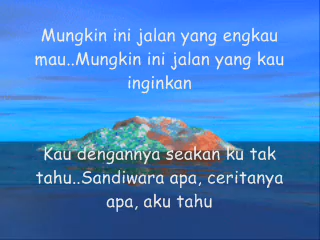 Mungkin ini jalan yang engkau
mau..Mungkin ini jalan yang kau
inginkan
Kau dengannya seakan ku tak
tahu..Sandiwara apa, ceritanya
apa, aku tahu